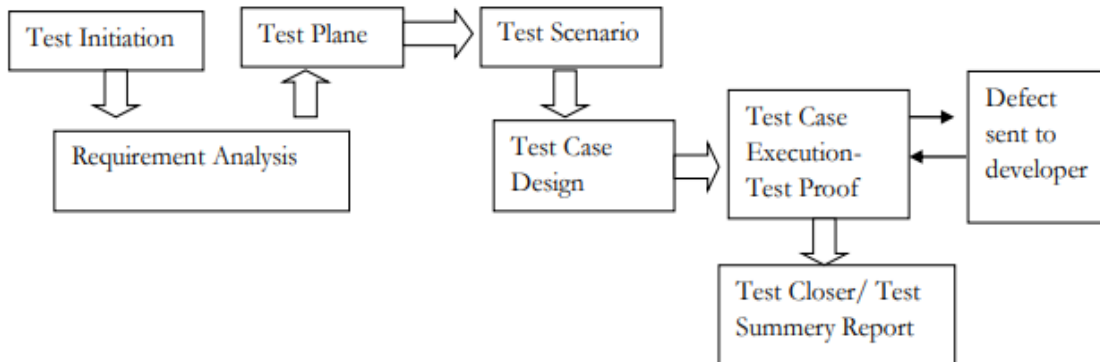 Test Initiation
Test Plane
Test Scenario
Requirement Analysis
Test Case
Design
Test Case
Execution-
Test Proof
Defect
sent to
developer
Test Closer/ Test
Summery Report